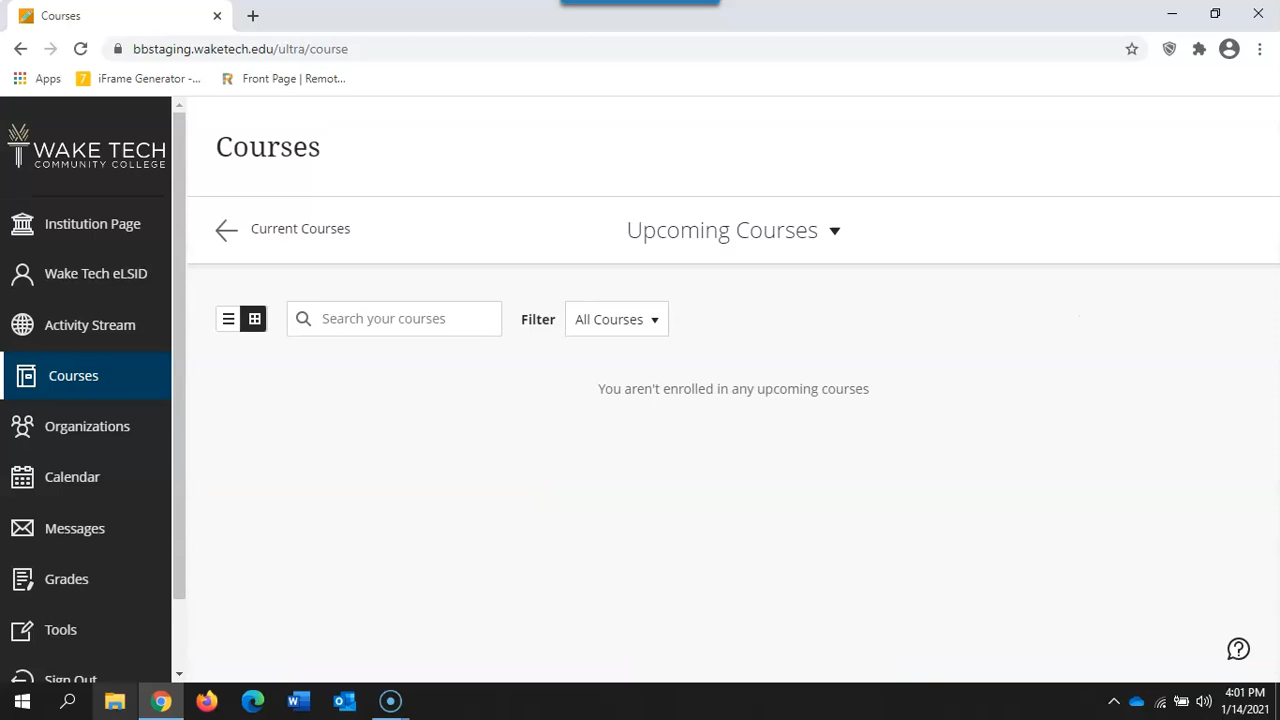 Courses
bbstaging.waketech.edu/ultra/course
Apps
7
iFrame Generator -...
R
Front Page | Remot...
WAKE TECH
COMMUNITY COLLEGE
Institution Page
Wake Tech eLSID
Activity Stream
Courses
Organizations
Calendar
Messages
Grades
Tools
Sign Out
Courses
Current Courses
Upcoming Courses
Search your courses
Filter
All Courses
You aren't enrolled in any upcoming courses
4:01 PM
1/14/2021